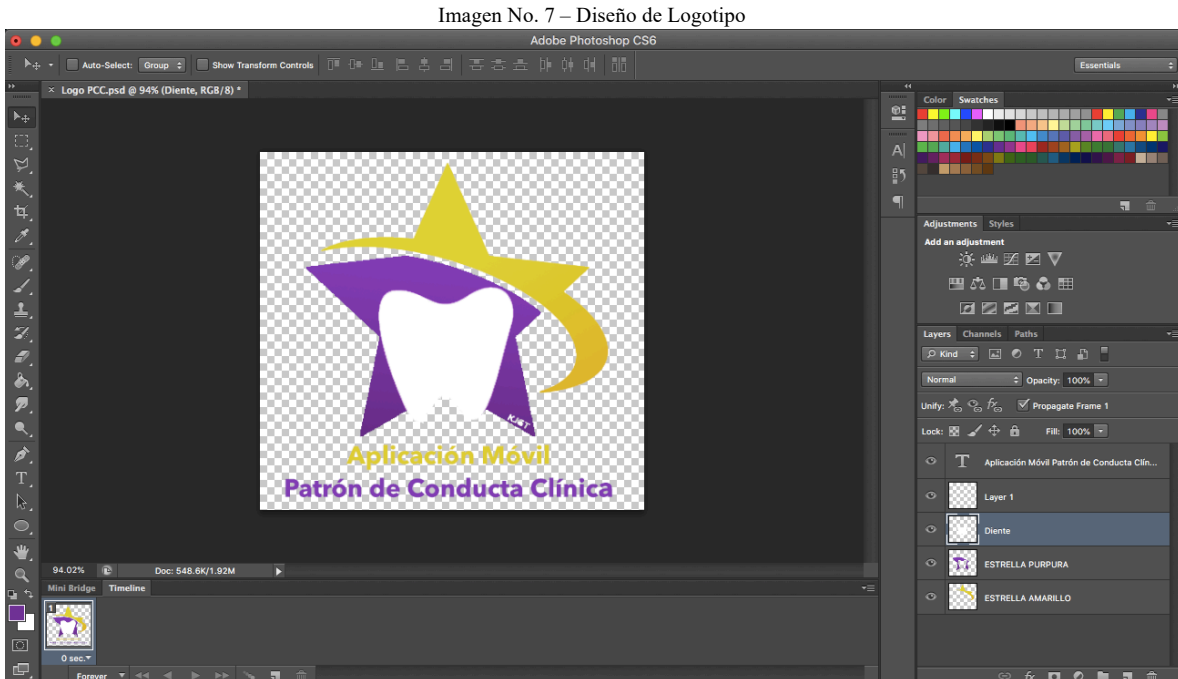 Imagen No. 7 – Diseño de Logotipo
Adobe Photoshop CS6
Auto-Select: Group Show Transform Controls Essentials
× Logo PCC.psd @ 94% (Diente, RGB/8) *
Color Swatches
Adjustments Styles
Add an adjustment
Layers Channels Paths
Kind
Normal Opacity: 100%
Unify: Propagate Frame 1
Lock: Fill: 100%
T Aplicación Móvil Patrón de Conducta Clín...
Layer 1
Diente
ESTRELLA PURPURA
ESTRELLA AMARILLO
KJGT
Aplicación Móvil
Patrón de Conducta Clínica
94.02% Doc: 548.6K/1.92M
Mini Bridge Timeline
1
0 sec.
Forever